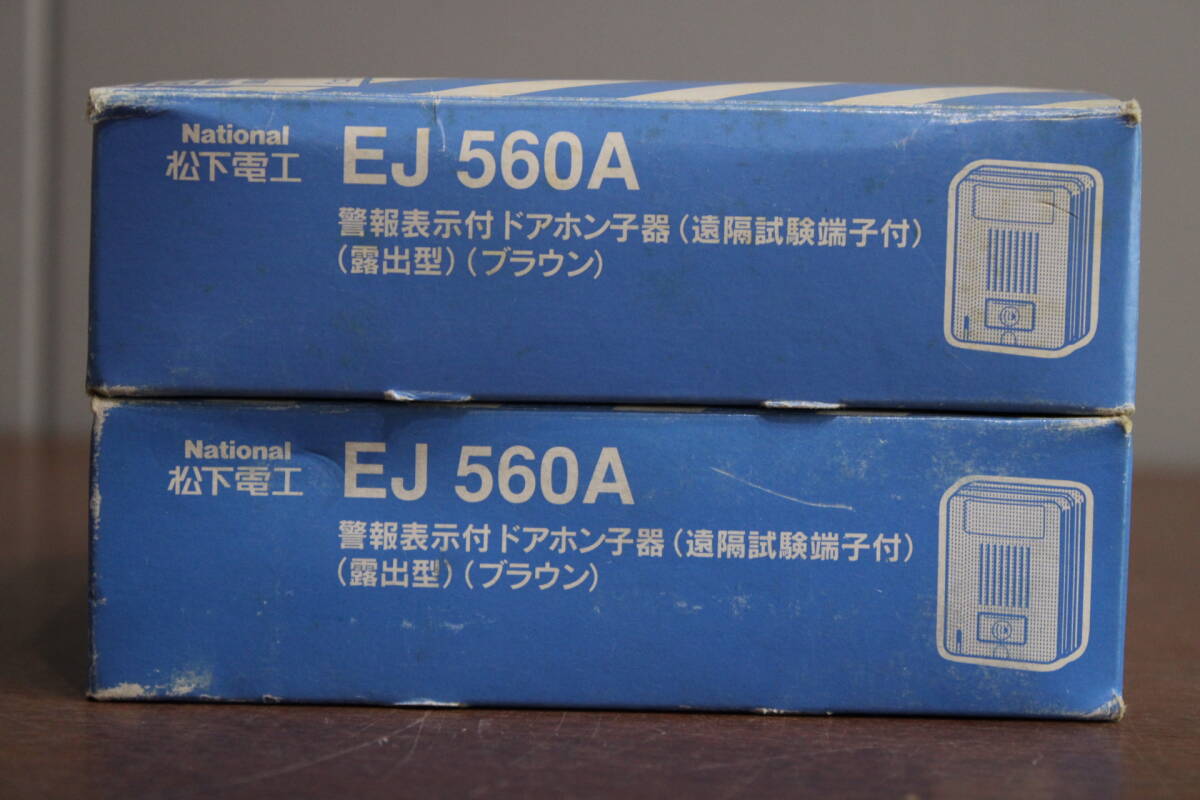 National
松下電工
EJ 560A
警報表示付ドアホン子器(遠隔試験端子付)
(露出型)(ブラウン)
National
松下電工
EJ 560A
警報表示付ドアホン子器(遠隔試験端子付)
(露出型)(ブラウン)